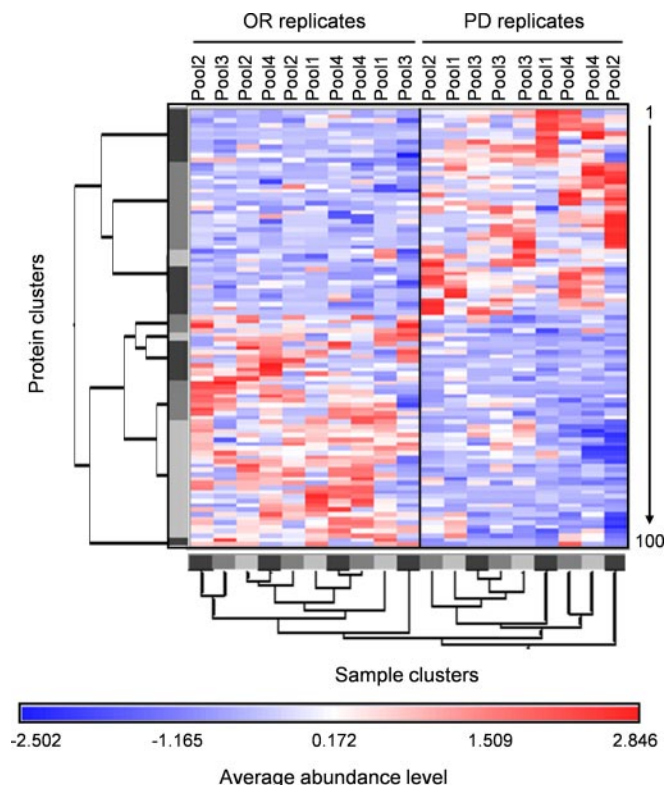 OR replicates PD replicates
Pool2 Pool3 Pool2 Pool4 Pool2 Pool1 Pool4 Pool4 Pool1 Pool3 Pool2 Pool1 Pool3 Pool3 Pool3 Pool1 Pool4 Pool4 Pool2
1
Protein clusters
100
Sample clusters
-2.502 -1.165 0.172 1.509 2.846
Average abundance level